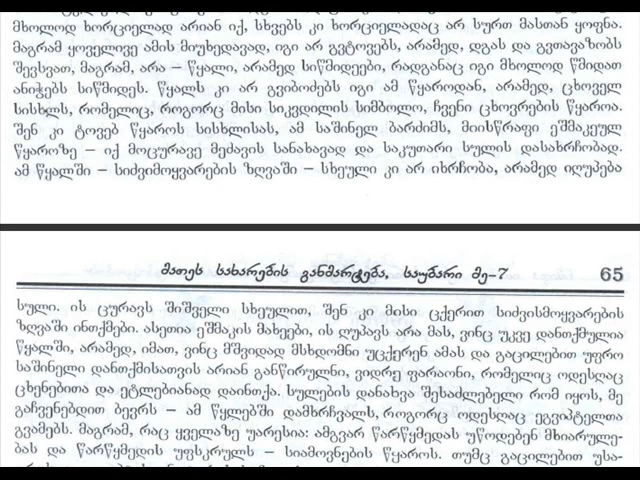 მხოლოდ ხორციელად არიან იქ, სხვებს კი ხორციელადაც არ სურთ მასთან ყოფნა.
მაგრამ ყოველივე ამის მიუხედავად, იგი არ გვტოვებს, არამედ, დგას და გვთავაზობს
შევსვათ, მაგრამ, არა – წყალი, არამედ სიწმიდეები, რადგანაც იგი მხოლოდ წმიდათ
ანიჭებს სიწმიდეს. წყალს კი არ გვიბოძებს იგი ამ წყაროდან, არამედ, ცხოველ
სისხლს, რომელიც, როგორც მისი სიკვდილის სიმბოლო, ჩვენი ცხოვრების წყაროა.
შენ კი ტოვებ წყაროს სისხლისას, ამ საშინელ ბარძიმს, მიისწრაფი ეშმაკეულ
წყაროზე – იქ მოცურავე მეძავის სანახავად და საკუთარი სულის დასახრჩობად.
ამ წყალში – სიძვიმოყვარების ზღვაში – სხეული კი არ იხრჩობა, არამედ იღუპება
მათეს სახარების განმარტება, საუბარი მე-7 65
სული. ის ცურავს შიშველი სხეულით, შენ კი მისი ცქერით სიძვისმოყვარების
ზღვაში ინთქმები. ასეთია ეშმაკის მახეები, ის ღუპავს არა მას, ვინც უკვე დანთქმულია
წყალში, არამედ, იმათ, ვინც მშვიდად მსხდომნი უცქერენ ამას და გაცილებით უფრო
საშინელი დანთქმისათვის არიან განწირულნი, ვიდრე ფარაონი, რომელიც ოდესღაც
ცხენებითა და ეტლებიანად დაინთქა. სულების დანახვა შესაძლებელი რომ იყოს, მე
გაჩვენებდით ბევრს – ამ წყლებში დამხრჩვალს, როგორც ოდესღაც ეგვიპტელთა
გვამებს. მაგრამ, რაც ყველაზე უარესია: ამგვარ წარწყმედას უწოდებენ მხიარულე-
ბას და წარწყმედის უფსკრულს – სიამოვნების წყაროს. თუმც გაცილებით უსა-